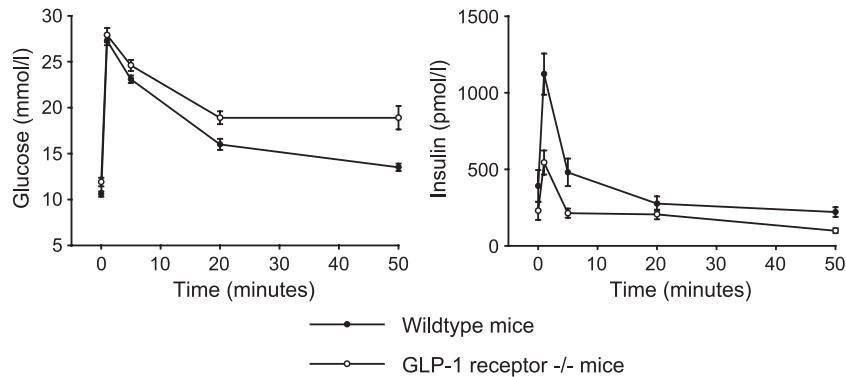 30
25
20
15
10
5
Glucose (mmol/l)
0 10 20 30 40 50
Time (minutes)
1500
1000
500
0
Insulin (pmol/l)
0 10 20 30 40 50
Time (minutes)
Wildtype mice
GLP-1 receptor -/- mice